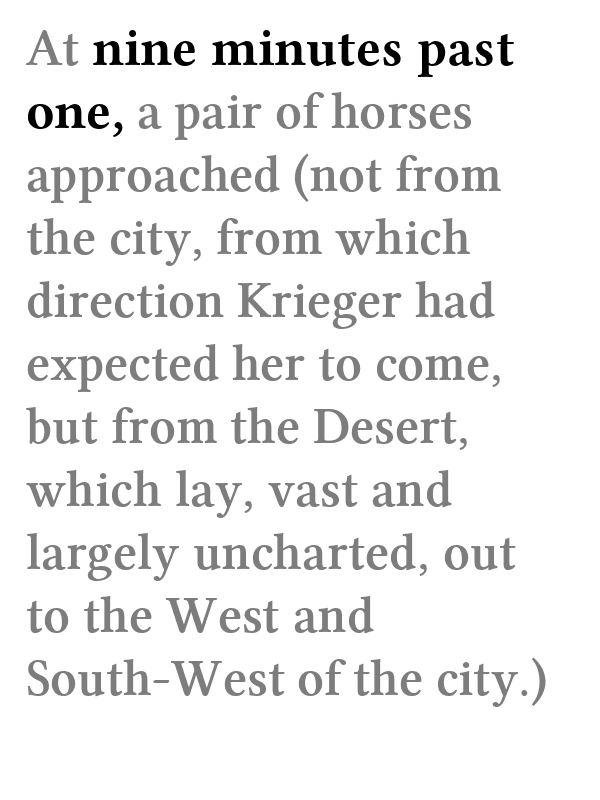 At nine minutes past
one, a pair of horses
approached (not from
the city, from which
direction Krieger had
expected her to come,
but from the Desert,
which lay, vast and
largely uncharted, out
to the West and
South-West of the city.)